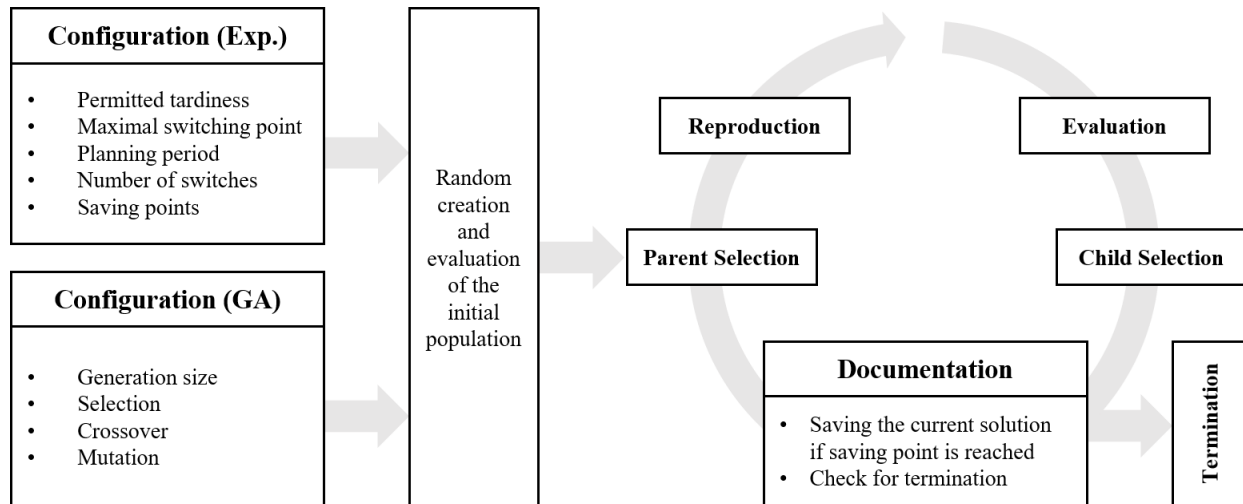 Configuration (Exp.)
• Permitted tardiness
• Maximal switching point
• Planning period
• Number of switches
• Saving points
Configuration (GA)
• Generation size
• Selection
• Crossover
• Mutation
Random
creation
and
evaluation
of the
initial
population
Reproduction
Evaluation
Parent Selection
Child Selection
Documentation
• Saving the current solution
if saving point is reached
• Check for termination
Termination